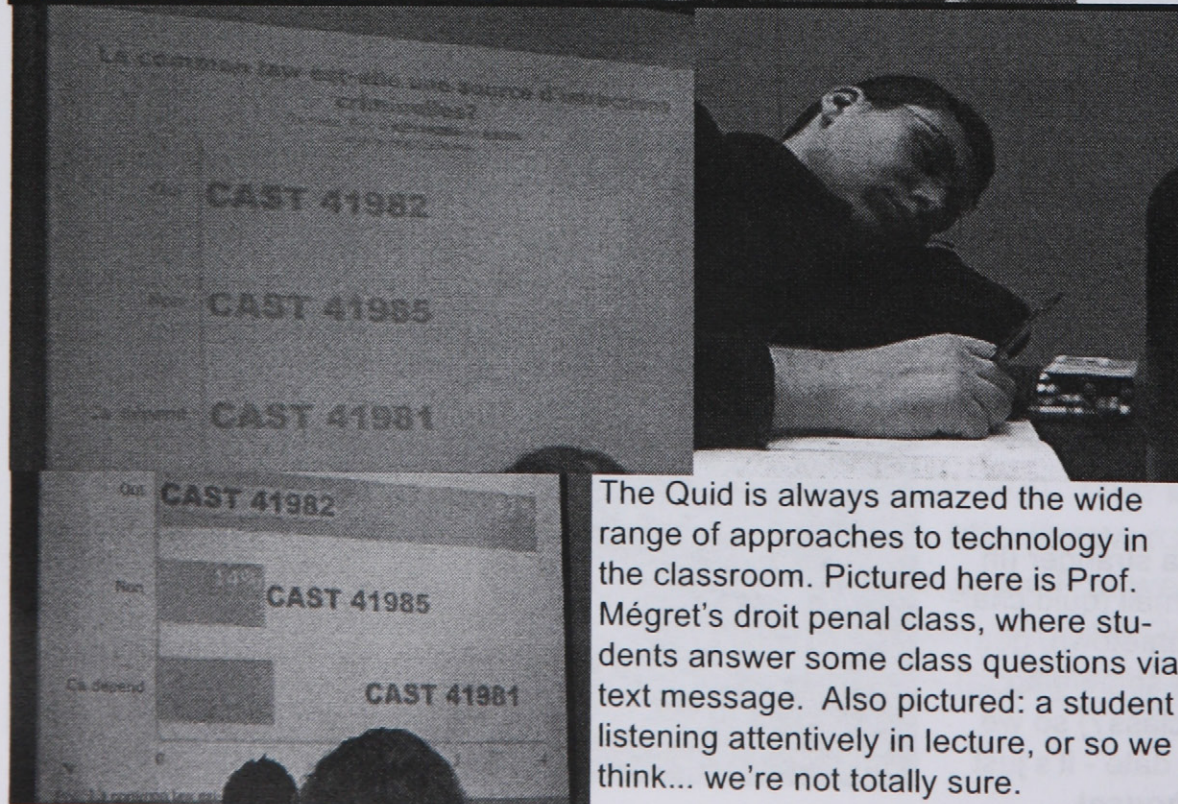 La common law est-elle une source d'infractions
criminelles?
Oui CAST 41982
Non CAST 41985
Ca dépend CAST 41981
Oui CAST 41982
Non 14% CAST 41985
Ca dépend CAST 41981
0
The Quid is always amazed the wide
range of approaches to technology in
the classroom. Pictured here is Prof.
Mégret's droit penal class, where stu-
dents answer some class questions via
text message. Also pictured: a student
listening attentively in lecture, or so we
think... we're not totally sure.